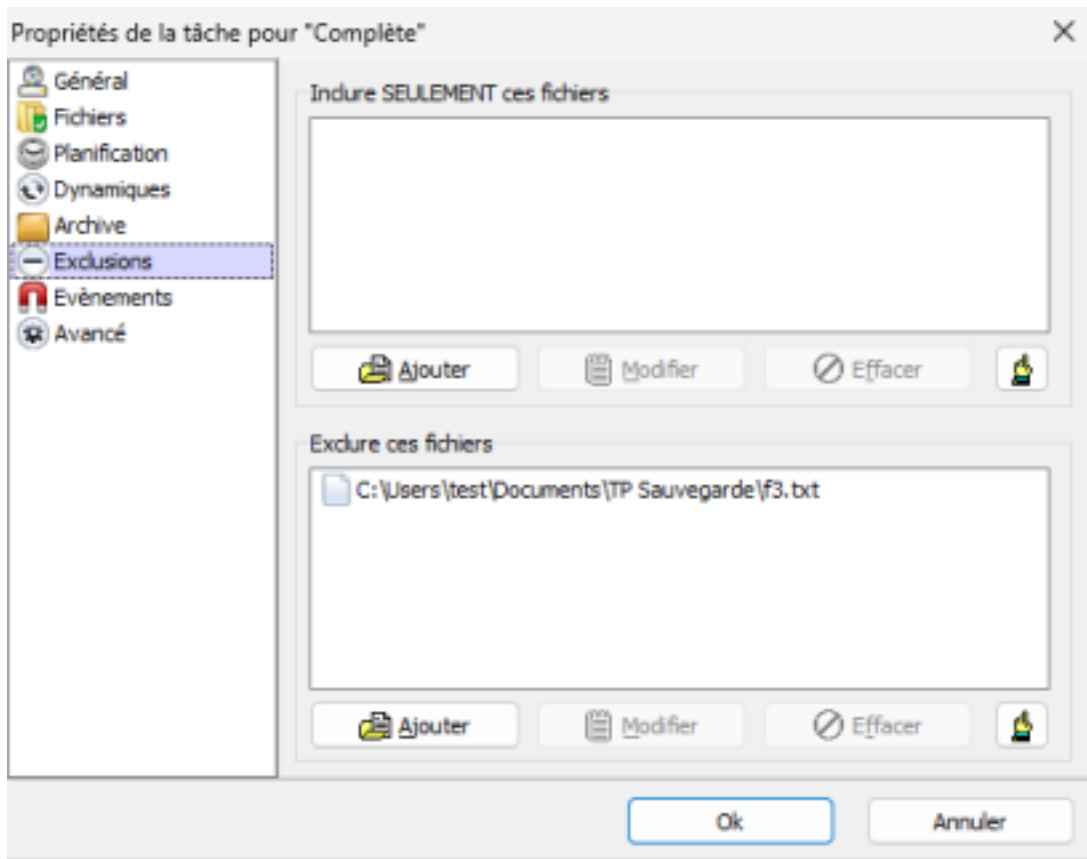 Propriétés de la tâche pour "Complète"
Général
Fichiers
Planification
Dynamiques
Archive
Exclusions
Evènements
Avancé
Inclure SEULEMENT ces fichiers
Ajouter
Modifier
Effacer
Exclure ces fichiers
C:\Users\test\Documents\TP Sauvegarde\f3.txt
Ajouter
Modifier
Effacer
Ok
Annuler